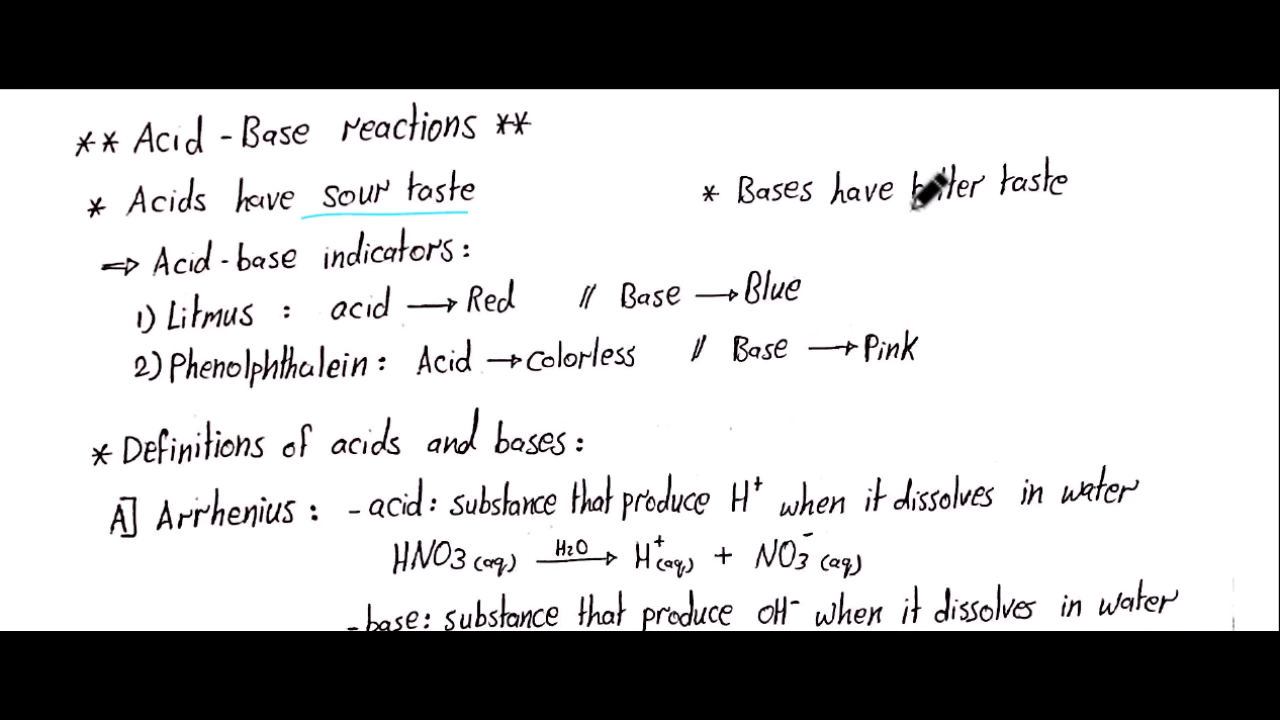 ** Acid - Base reactions **
* Acids have sour taste * Bases have bitter taste
⇒ Acid-base indicators :
1) Litmus : acid → Red // Base → Blue
2) Phenolphthalein : Acid → colorless // Base → Pink
* Definitions of acids and bases :
A] Arrhenius : - acid : substance that produce H⁺ when it dissolves in water
HNO3 (aq) H2O → H⁺(aq) + NO3⁻ (aq)
- base : substance that produce OH⁻ when it dissolves in water